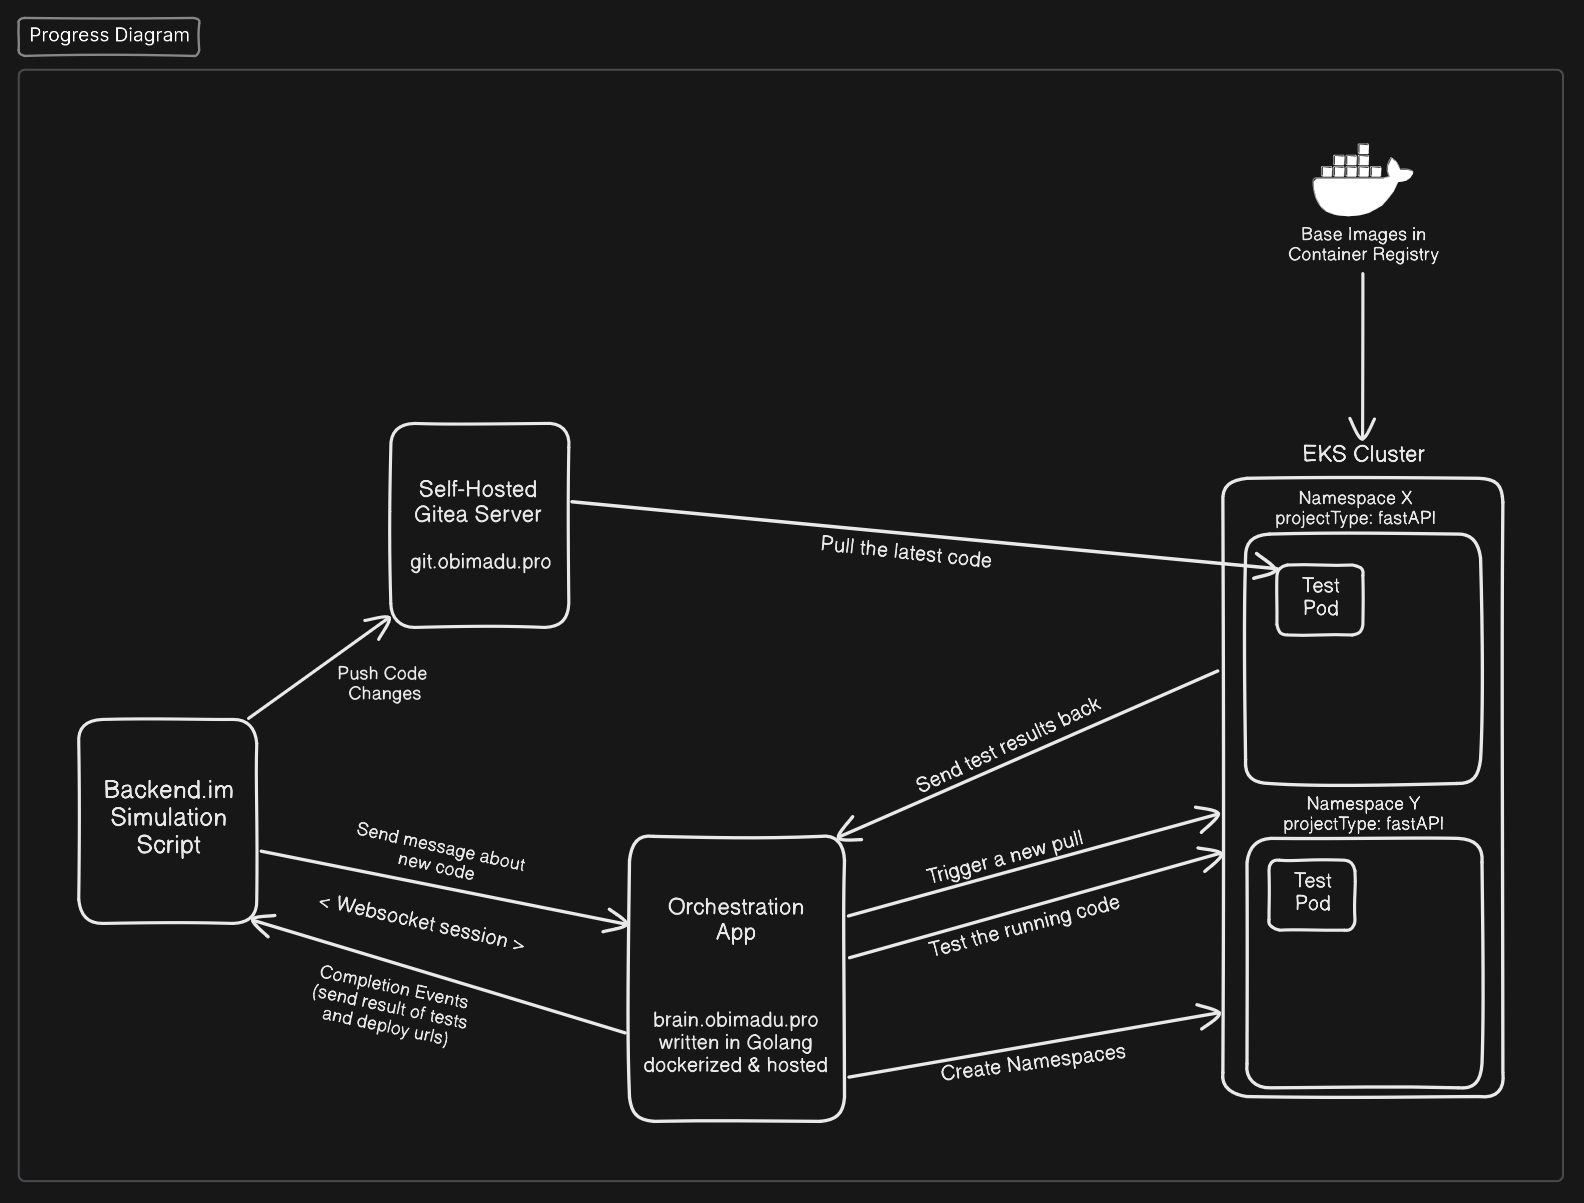 Progress Diagram
Base Images in
Container Registry
EKS Cluster
Namespace X
projectType: fastAPI
Test
Pod
Self-Hosted
Gitea Server
git.obimadu.pro
Pull the latest code
Push Code
Changes
Backend.im
Simulation
Script
Send message about
new code
< Websocket session >
Completion Events
(send result of tests
and deploy urls)
Orchestration
App
brain.obimadu.pro
written in Golang
dockerized & hosted
Send test results back
Trigger a new pull
Test the running code
Create Namespaces
Namespace Y
projectType: fastAPI
Test
Pod